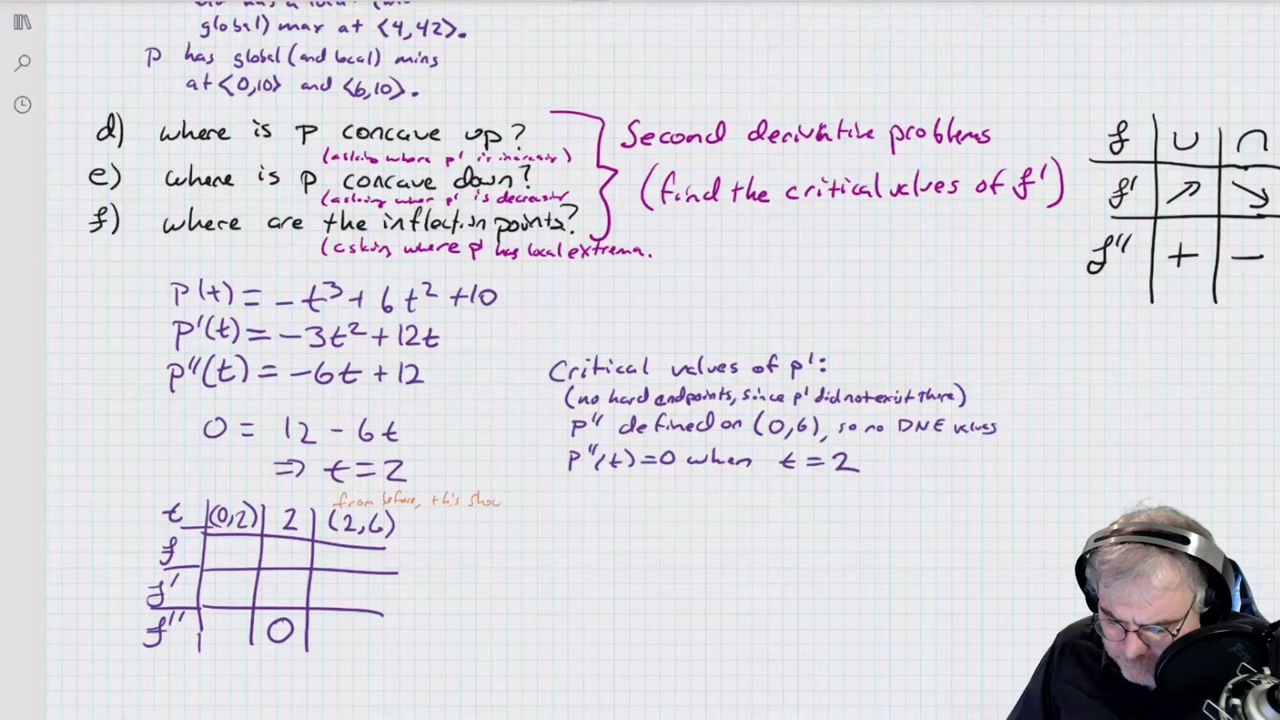 global) max at <4,42>.
P has global (and local) mins
at <0,10> and <6,10>.
d) where is P concave up?
(asking where p' is increasing)
e) where is P concave down?
(asking where p' is decreasing
f) where are the inflection points?
(asking where p' has local extrema.
Second derivative problems
(find the critical values of f')
f ∪ ∩
f' ↗ ↘
f'' + −
P(t) = -t³ + 6t² + 10
P'(t) = -3t² + 12t
P''(t) = -6t + 12
0 = 12 - 6t
⇒ t = 2
Critical values of p':
(no hard endpoints, since p' did not exist there)
P'' defined on (0,6), so no DNE values
P''(t) = 0 when t = 2
from before, this shou
t (0,2) 2 (2,6)
f
f'
f'' 0